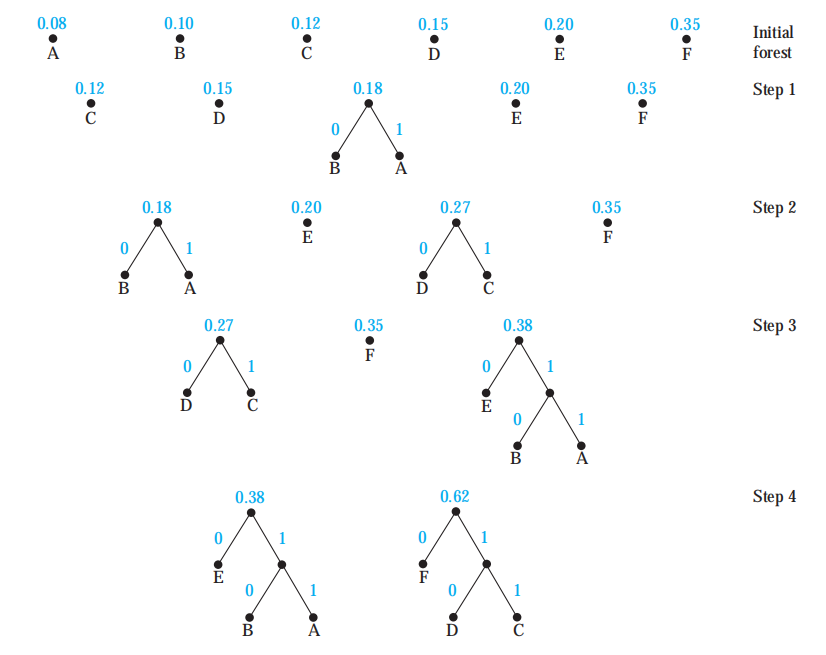 0.08 0.10 0.12 0.15 0.20 0.35 Initial
A B C D E F forest
0.12 0.15 0.18 0.20 0.35 Step 1
C D E F
0 1
B A
0.18 0.20 0.27 0.35 Step 2
E F
0 1 0 1
B A D C
0.27 0.35 0.38 Step 3
F
0 1 0 1
D C E
0 1
B A
0.38 0.62 Step 4
0 1 0 1
E F
0 1 0 1
B A D C